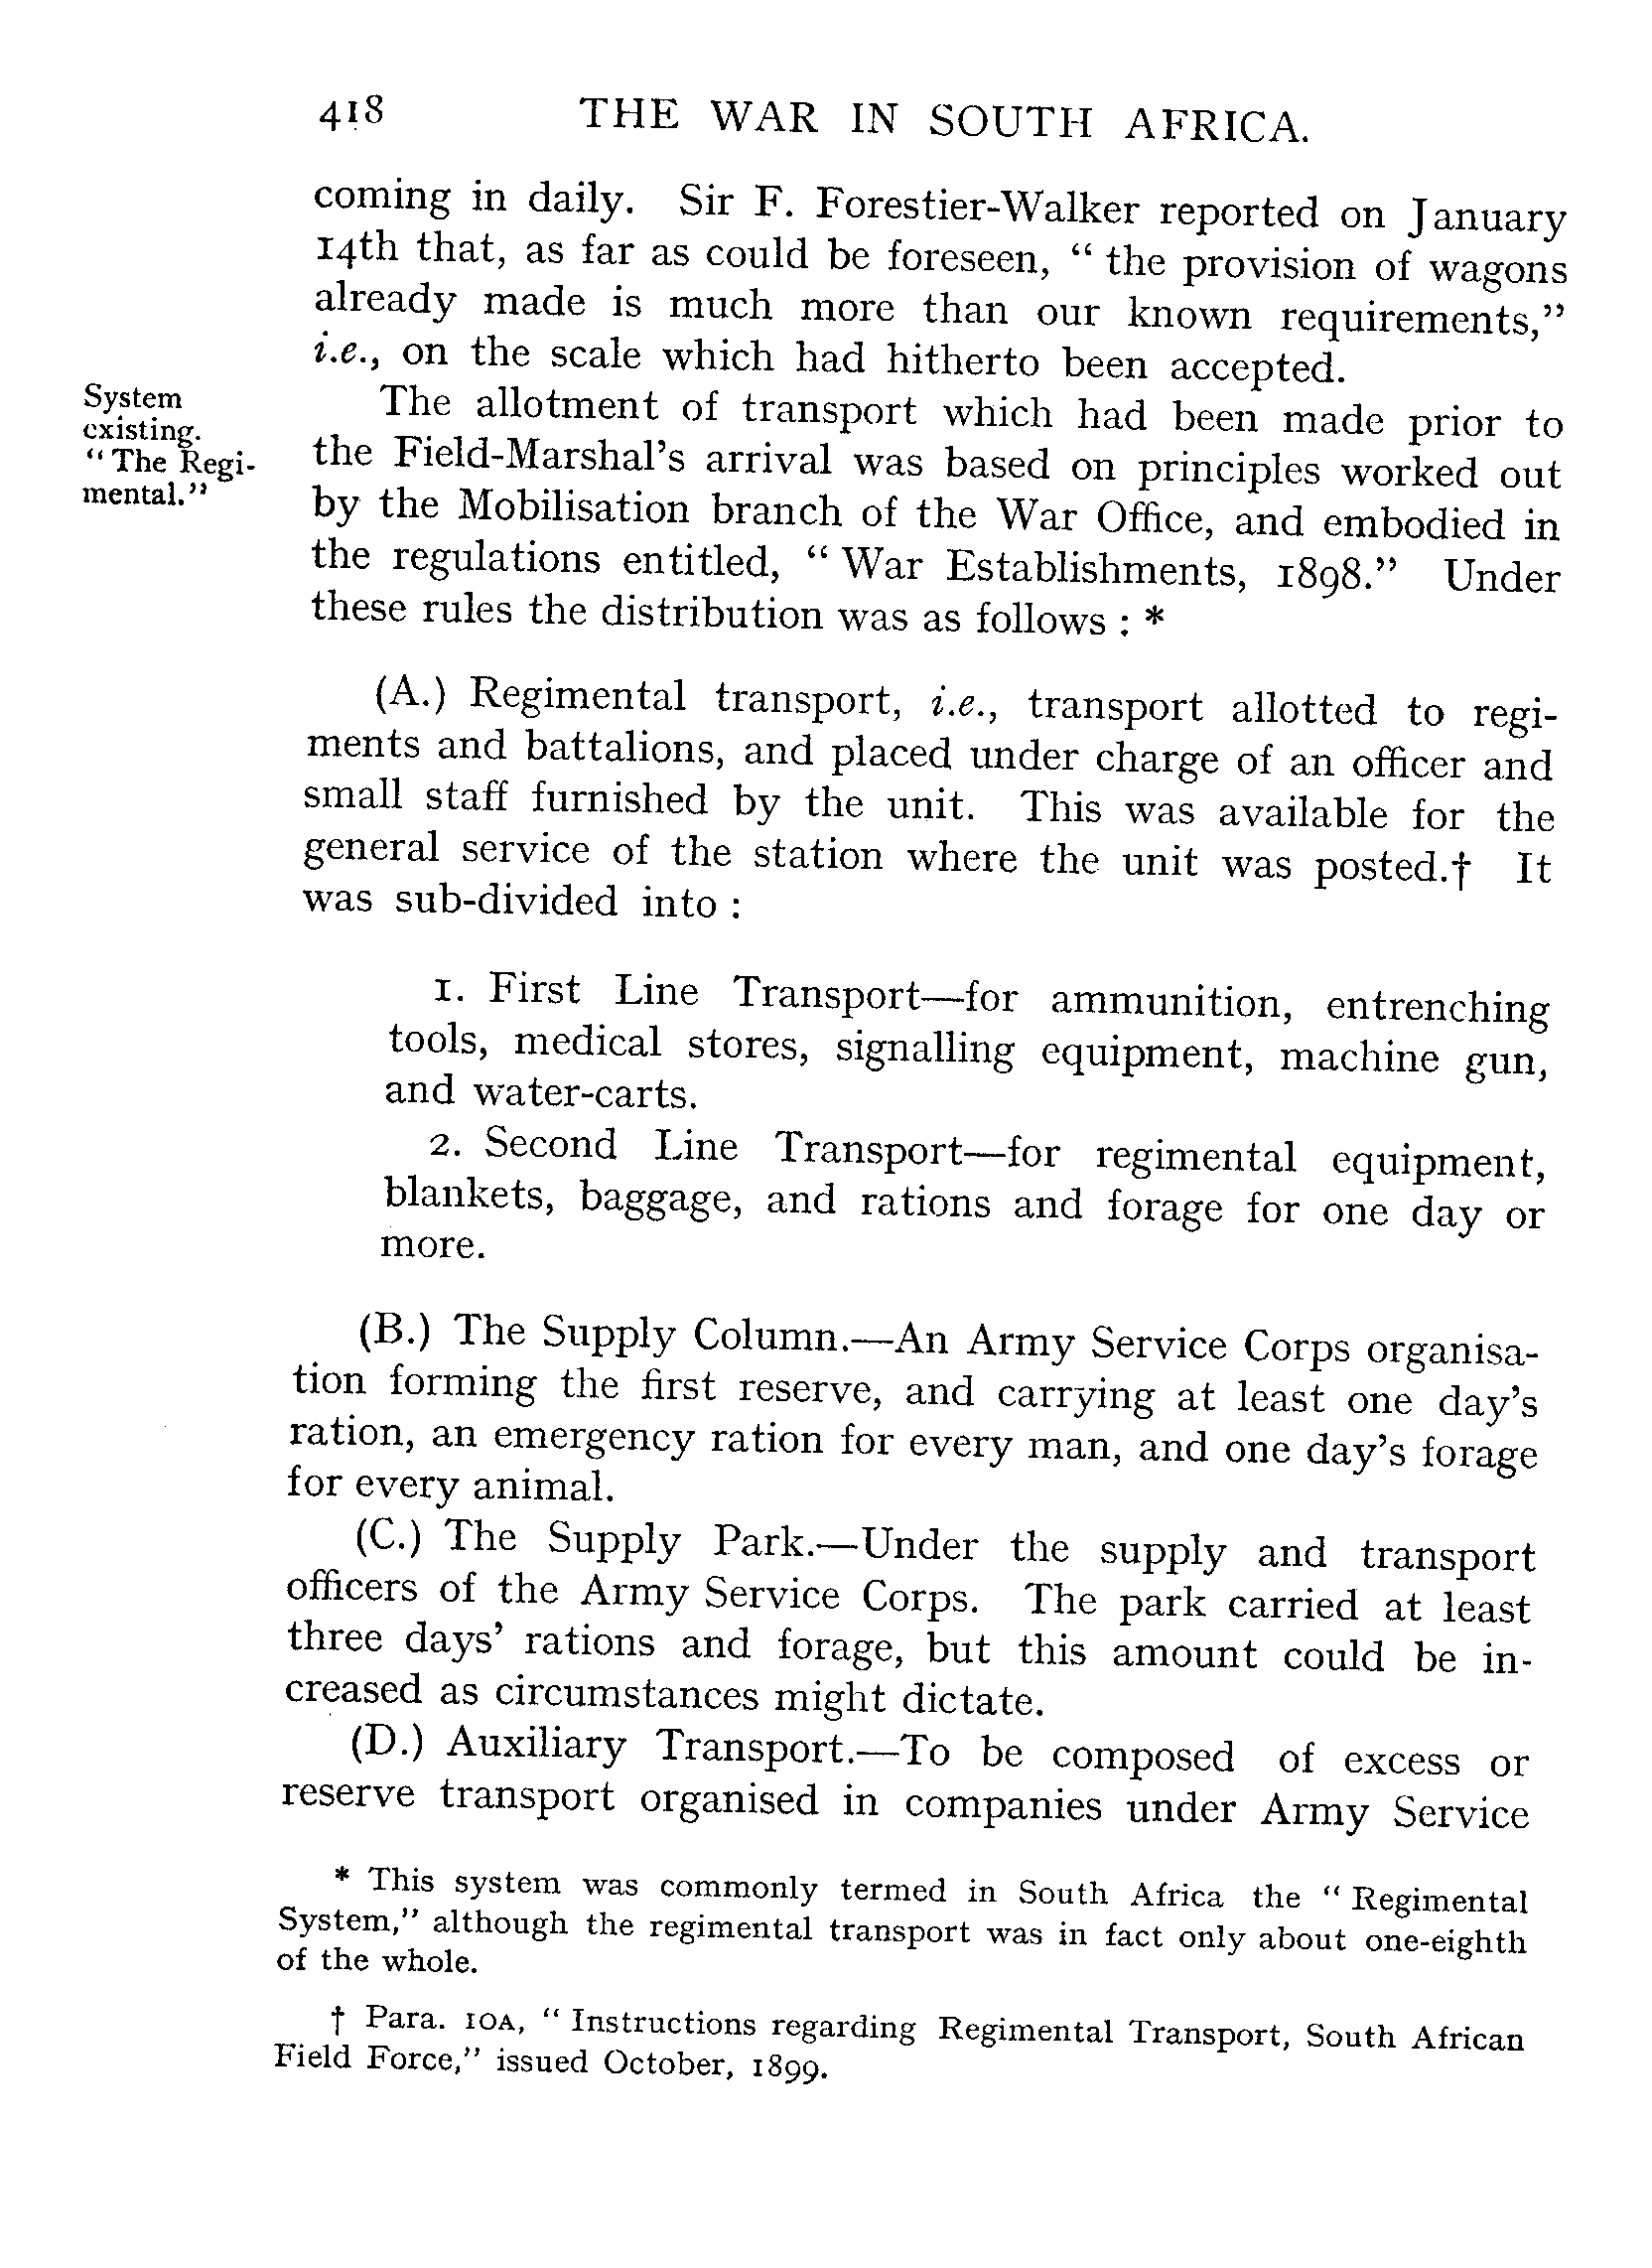 418 THE WAR IN SOUTH AFRICA.
coming in daily. Sir F. Forestier-Walker reported on January
14th that, as far as could be foreseen, “ the provision of wagons
already made is much more than our known requirements,”
i.e., on the scale which had hitherto been accepted.
System
existing.
“ The Regi-
mental.”
The allotment of transport which had been made prior to
the Field-Marshal’s arrival was based on principles worked out
by the Mobilisation branch of the War Office, and embodied in
the regulations entitled, “ War Establishments, 1898.” Under
these rules the distribution was as follows : *
(A.) Regimental transport, i.e., transport allotted to regi-
ments and battalions, and placed under charge of an officer and
small staff furnished by the unit. This was available for the
general service of the station where the unit was posted.† It
was sub-divided into :
1. First Line Transport—for ammunition, entrenching
tools, medical stores, signalling equipment, machine gun,
and water-carts.
2. Second Line Transport—for regimental equipment,
blankets, baggage, and rations and forage for one day or
more.
(B.) The Supply Column.—An Army Service Corps organisa-
tion forming the first reserve, and carrying at least one day’s
ration, an emergency ration for every man, and one day’s forage
for every animal.
(C.) The Supply Park.—Under the supply and transport
officers of the Army Service Corps. The park carried at least
three days’ rations and forage, but this amount could be in-
creased as circumstances might dictate.
(D.) Auxiliary Transport.—To be composed of excess or
reserve transport organised in companies under Army Service
* This system was commonly termed in South Africa the “ Regimental
System,” although the regimental transport was in fact only about one-eighth
of the whole.
† Para. 10A, “ Instructions regarding Regimental Transport, South African
Field Force,” issued October, 1899.